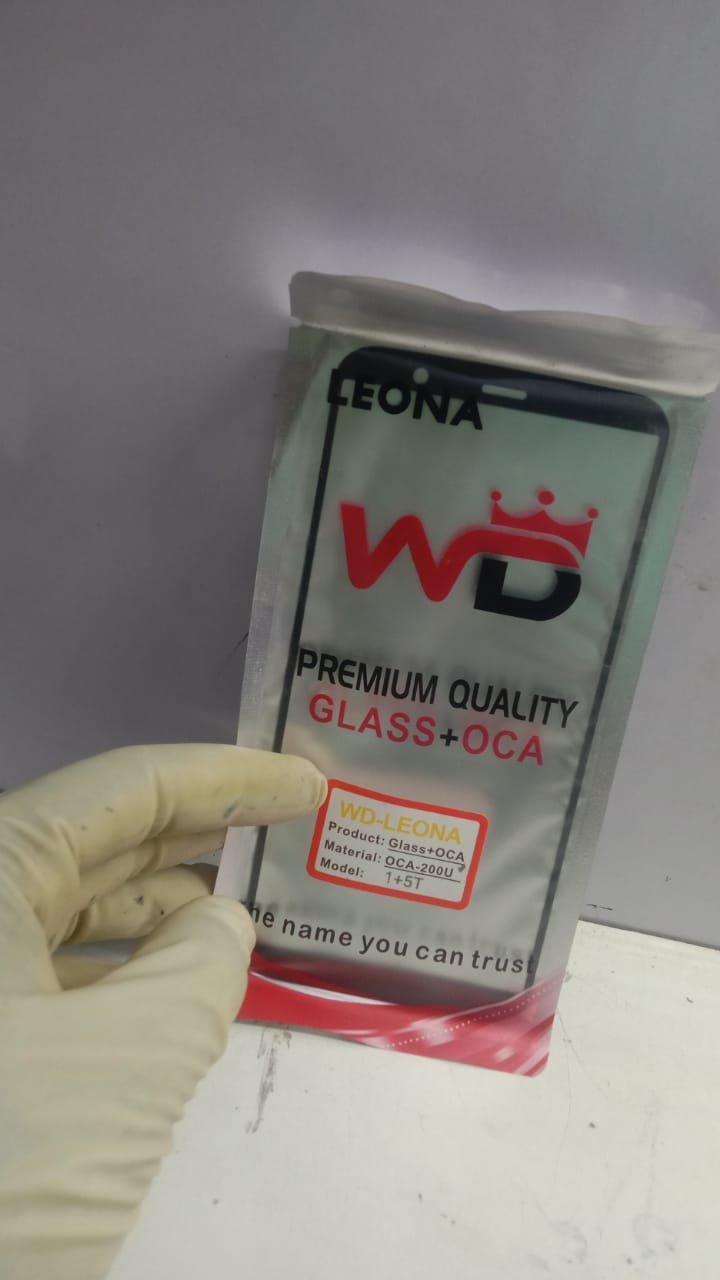 LEONA
WD
PREMIUM QUALITY
GLASS+OCA
WD-LEONA
Product: Glass+OCA
Material: OCA-200U
Model: 1+5T
he name you can trust